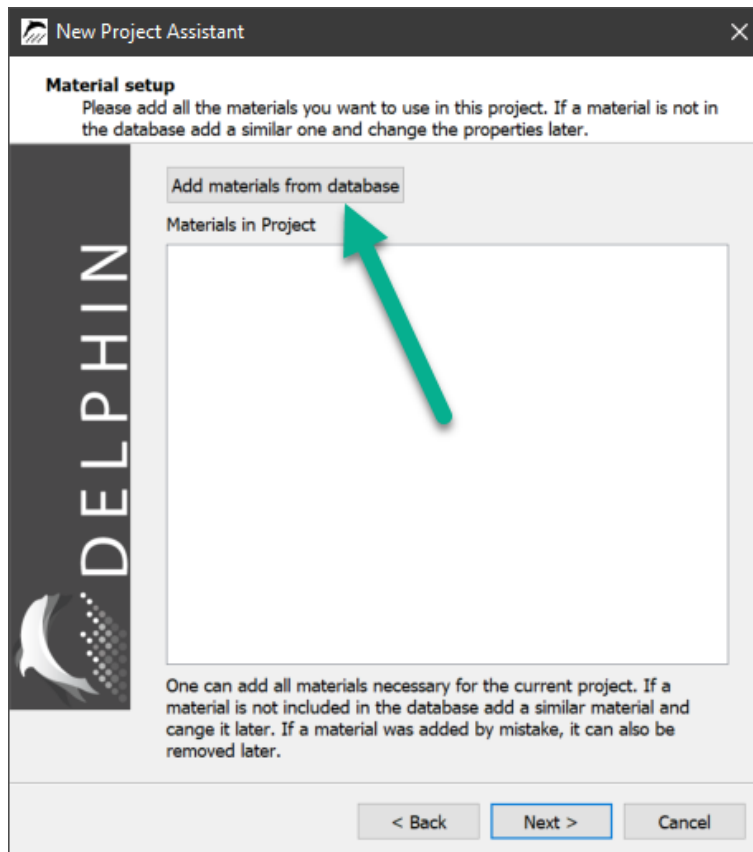 New Project Assistant
Material setup
Please add all the materials you want to use in this project. If a material is not in
the database add a similar one and change the properties later.
Add materials from database
Materials in Project
DELPHIN
One can add all materials necessary for the current project. If a
material is not included in the database add a similar material and
cange it later. If a material was added by mistake, it can also be
removed later.
< Back
Next >
Cancel